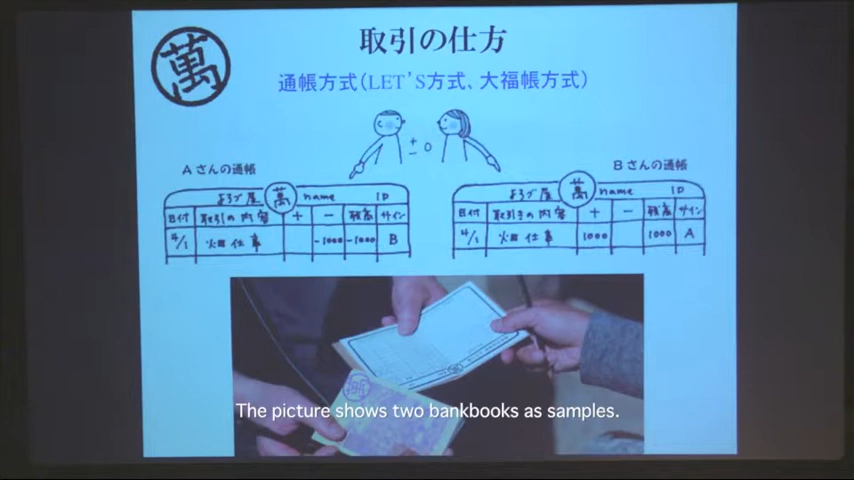 萬
取引の仕方
通帳方式(LET'S方式、大福帳方式)
+
- 0
Aさんの通帳
よろづ屋 萬 name ID
日付 取引の内容 + - 残高 サイン
4/1 畑仕事 -1000 -1000 B
Bさんの通帳
よろづ屋 萬 name ID
日付 取引きの内容 + - 残高 サイン
4/1 畑仕事 1000 1000 A
The picture shows two bankbooks as samples.